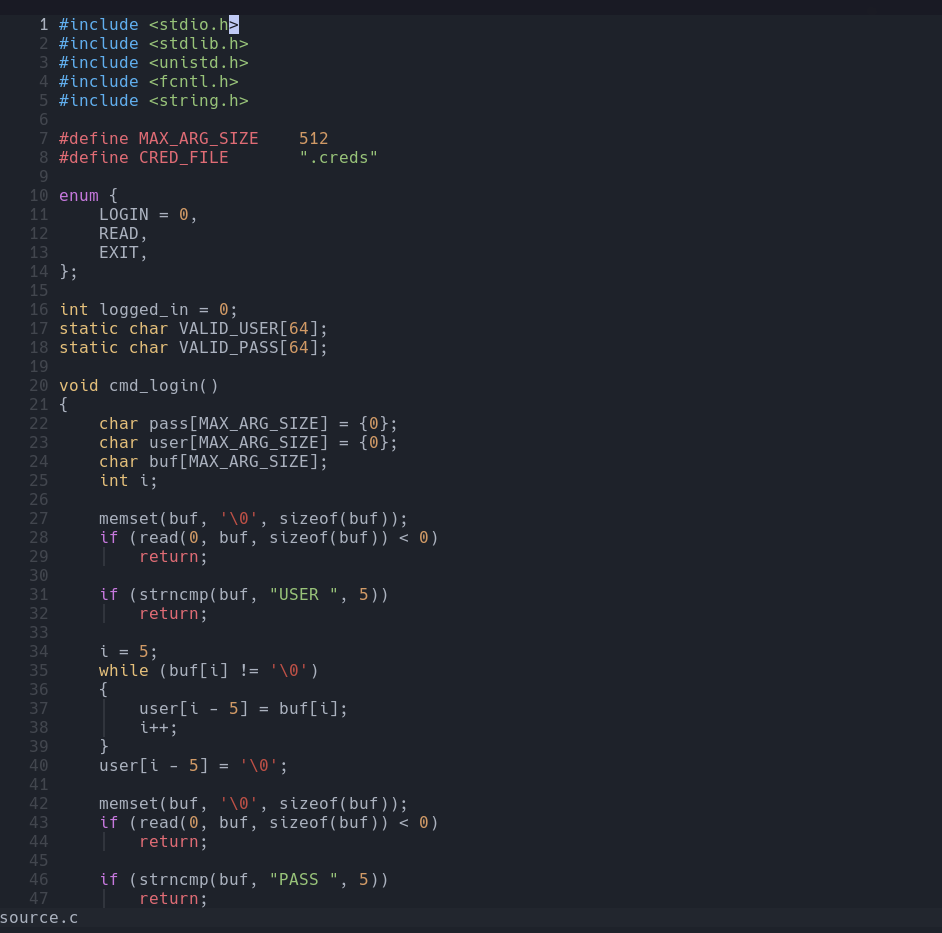 1 #include <stdio.h>
2 #include <stdlib.h>
3 #include <unistd.h>
4 #include <fcntl.h>
5 #include <string.h>
6
7 #define MAX_ARG_SIZE    512
8 #define CRED_FILE       ".creds"
9
10 enum {
11     LOGIN = 0,
12     READ,
13     EXIT,
14 };
15
16 int logged_in = 0;
17 static char VALID_USER[64];
18 static char VALID_PASS[64];
19
20 void cmd_login()
21 {
22     char pass[MAX_ARG_SIZE] = {0};
23     char user[MAX_ARG_SIZE] = {0};
24     char buf[MAX_ARG_SIZE];
25     int i;
26
27     memset(buf, '\0', sizeof(buf));
28     if (read(0, buf, sizeof(buf)) < 0)
29         return;
30
31     if (strncmp(buf, "USER ", 5))
32         return;
33
34     i = 5;
35     while (buf[i] != '\0')
36     {
37         user[i - 5] = buf[i];
38         i++;
39     }
40     user[i - 5] = '\0';
41
42     memset(buf, '\0', sizeof(buf));
43     if (read(0, buf, sizeof(buf)) < 0)
44         return;
45
46     if (strncmp(buf, "PASS ", 5))
47         return;
source.c